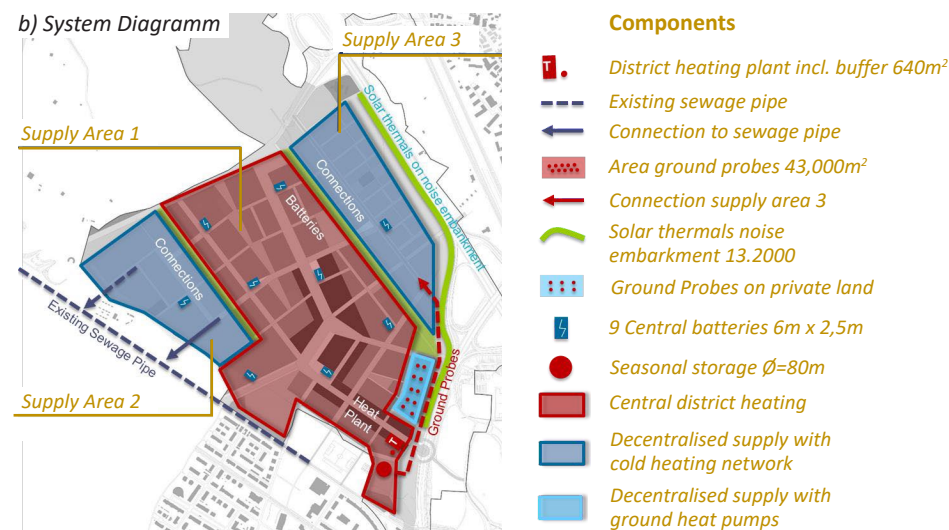 b) System Diagramm
Supply Area 3
Supply Area 1
Supply Area 2
Solar thermals on noise embankment
Connections
Batteries
Connections
Existing Sewage Pipe
Heat
Plant
T
Ground Probes
Components
T
District heating plant incl. buffer 640m²
Existing sewage pipe
Connection to sewage pipe
Area ground probes 43,000m²
Connection supply area 3
Solar thermals noise
embarkment 13.2000
Ground Probes on private land
9 Central batteries 6m x 2,5m
Seasonal storage Ø=80m
Central district heating
Decentralised supply with
cold heating network
Decentralised supply with
ground heat pumps